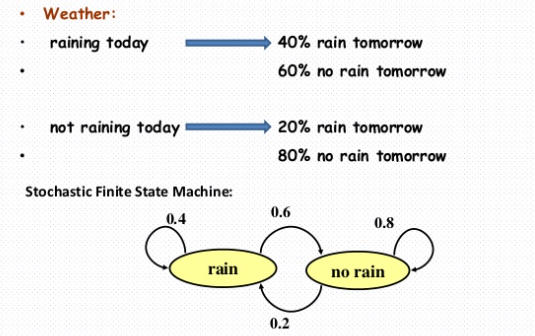 • Weather:
• raining today 40% rain tomorrow
• 60% no rain tomorrow
• not raining today 20% rain tomorrow
• 80% no rain tomorrow
Stochastic Finite State Machine:
0.4 0.6 0.8
rain no rain
0.2